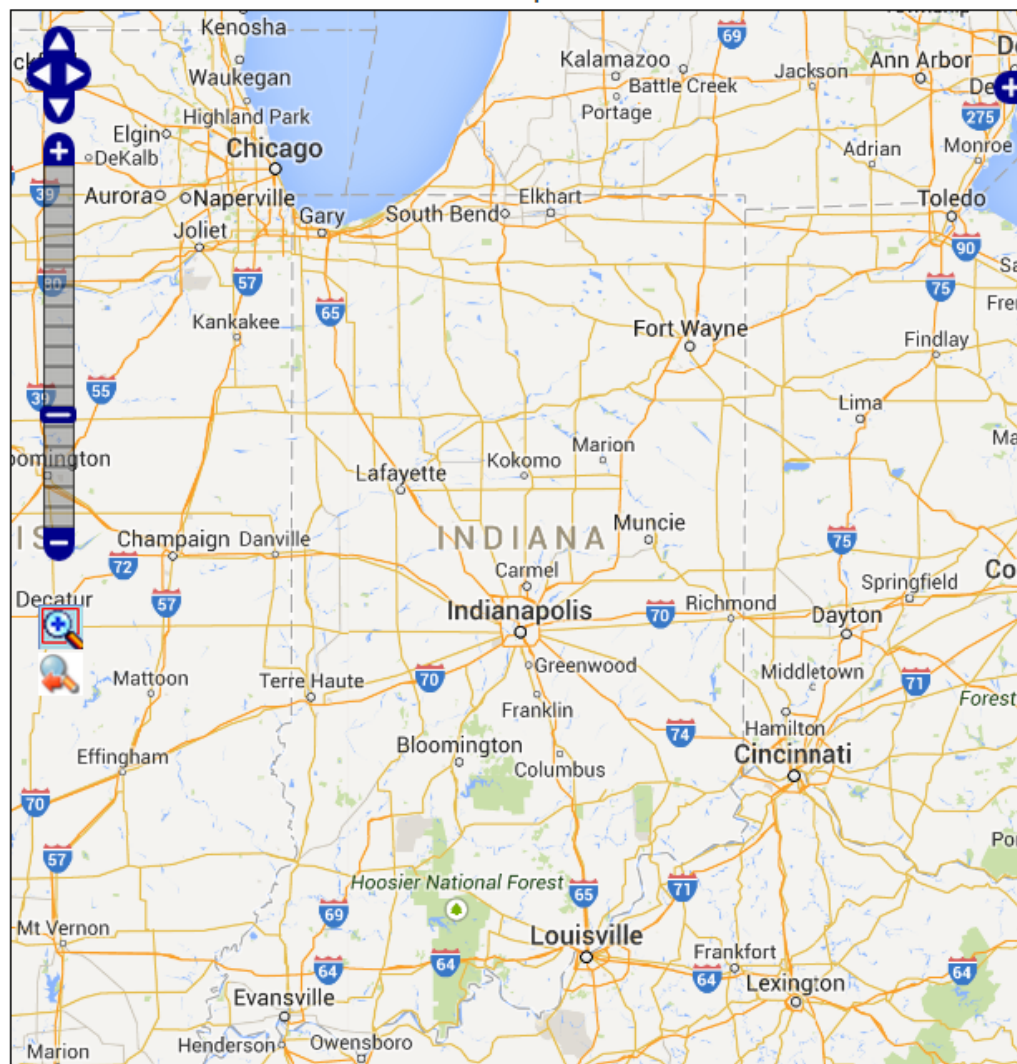 Kenosha
69
Kalamazoo
Ann Arbor
Waukegan
Battle Creek
Jackson
Portage
Highland Park
275
Elgin
DeKalb
Chicago
Adrian
Monroe
39
Aurora
Naperville
Elkhart
Toledo
Gary
South Bend
Joliet
90
57
80
75
65
Kankakee
Fort Wayne
Findlay
55
39
Lima
Marion
oomington
Lafayette
Kokomo
Muncie
INDIANA
Champaign
Danville
75
72
Carmel
Springfield
Decatur
57
Indianapolis
70
Richmond
Dayton
Greenwood
Mattoon
Terre Haute
70
Middletown
71
Franklin
Forest
Hamilton
74
Bloomington
Effingham
Columbus
Cincinnati
70
57
Hoosier National Forest
65
71
69
Mt Vernon
Louisville
Frankfort
64
64
64
64
Lexington
Evansville
Henderson
Owensboro
Marion